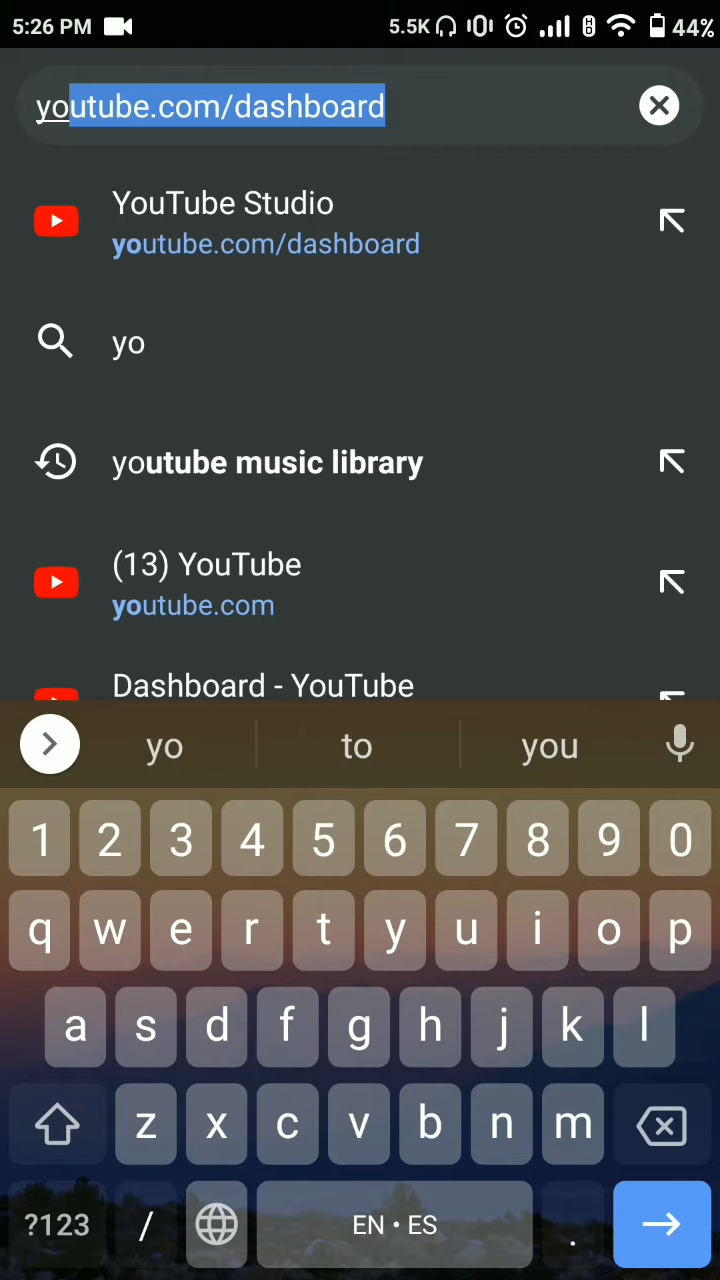 5:26 PM 5.5K 44%
youtube.com/dashboard
YouTube Studio
youtube.com/dashboard
yo
youtube music library
(13) YouTube
youtube.com
Dashboard - YouTube
yo to you
1 2 3 4 5 6 7 8 9 0
q w e r t y u i o p
a s d f g h j k l
z x c v b n m
?123 / EN • ES .